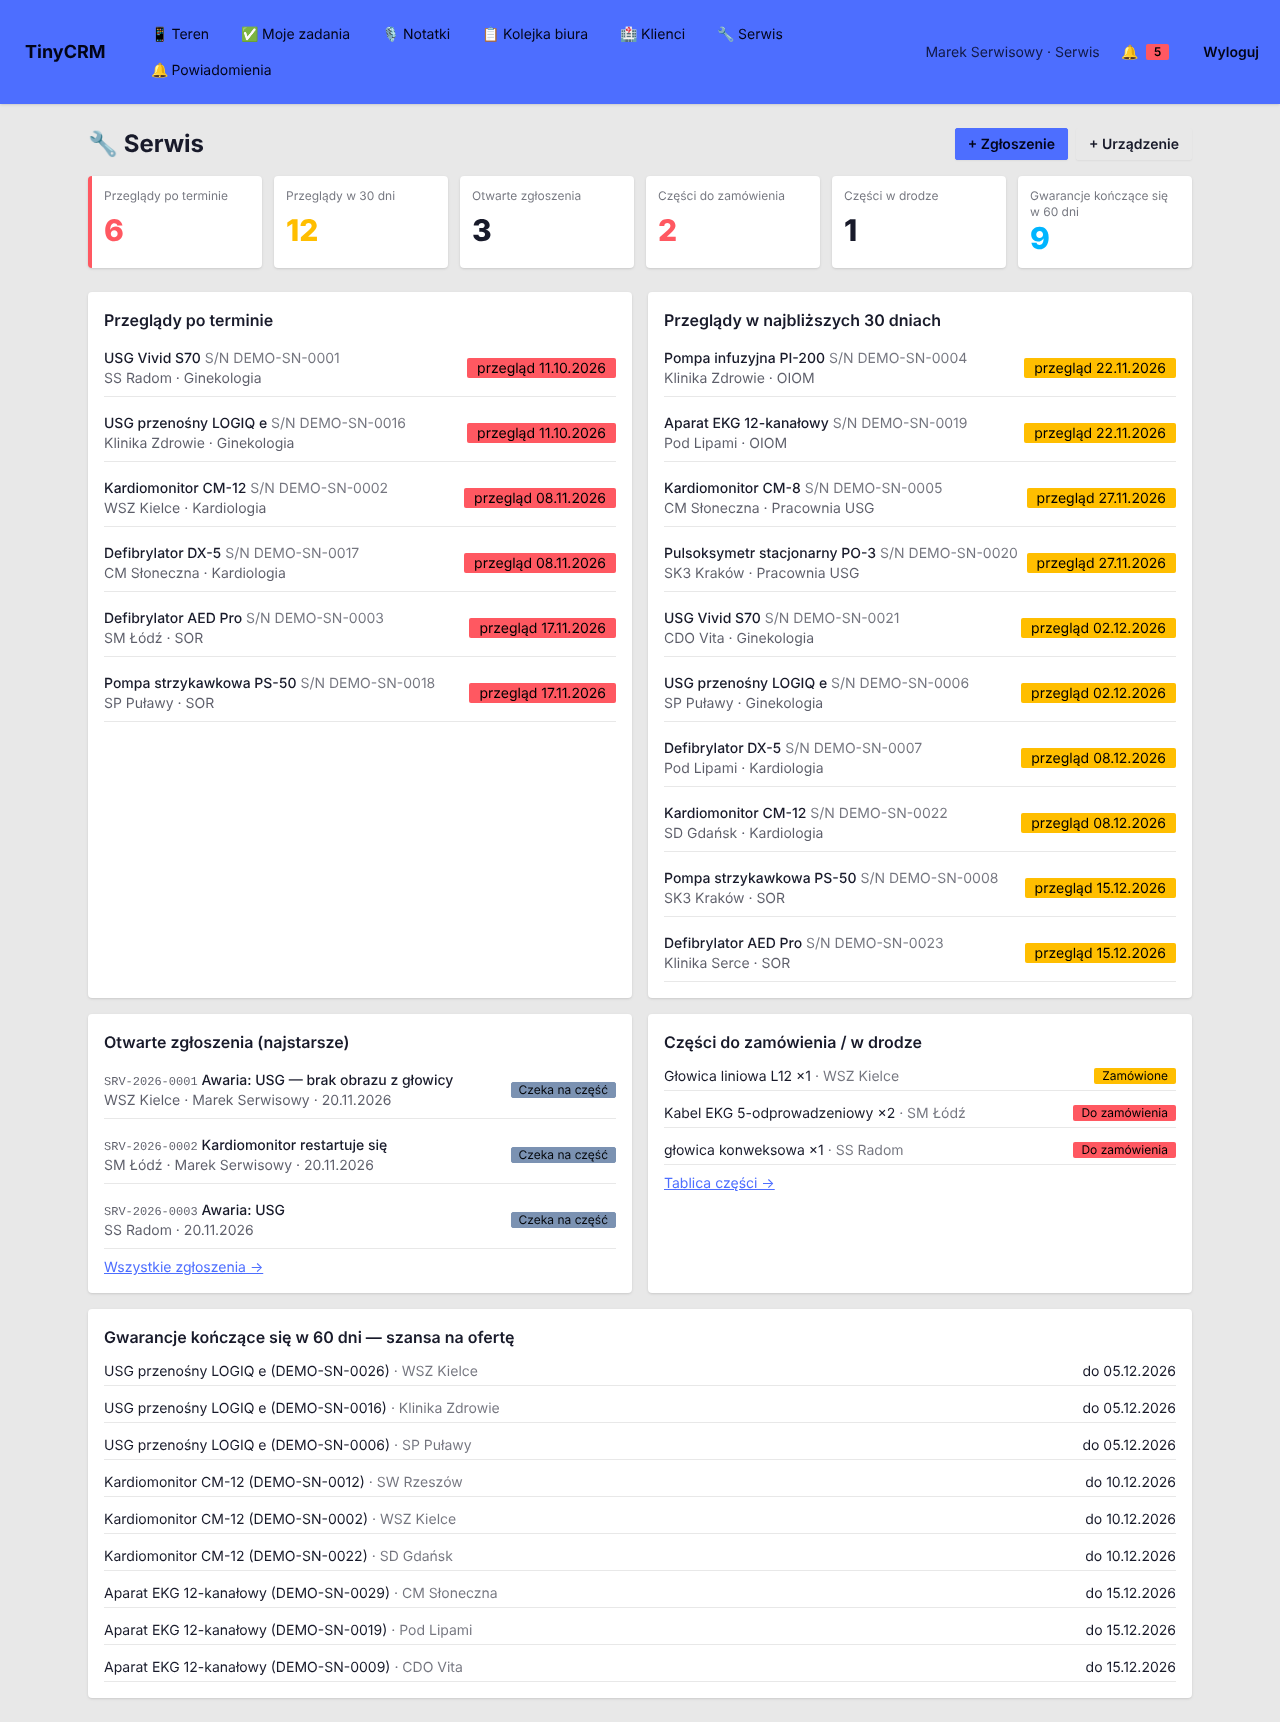 TinyCRM
📱 Teren
✅ Moje zadania
🎙️ Notatki
📋 Kolejka biura
🏥 Klienci
🔧 Serwis
🔔 Powiadomienia
Marek Serwisowy · Serwis
🔔 5
Wyloguj
🔧 Serwis
+ Zgłoszenie
+ Urządzenie
Przeglądy po terminie
6
Przeglądy w 30 dni
12
Otwarte zgłoszenia
3
Części do zamówienia
2
Części w drodze
1
Gwarancje kończące się
w 60 dni
9
Przeglądy po terminie
USG Vivid S70 S/N DEMO-SN-0001
SS Radom · Ginekologia
przegląd 11.10.2026
USG przenośny LOGIQ e S/N DEMO-SN-0016
Klinika Zdrowie · Ginekologia
przegląd 11.10.2026
Kardiomonitor CM-12 S/N DEMO-SN-0002
WSZ Kielce · Kardiologia
przegląd 08.11.2026
Defibrylator DX-5 S/N DEMO-SN-0017
CM Słoneczna · Kardiologia
przegląd 08.11.2026
Defibrylator AED Pro S/N DEMO-SN-0003
SM Łódź · SOR
przegląd 17.11.2026
Pompa strzykawkowa PS-50 S/N DEMO-SN-0018
SP Puławy · SOR
przegląd 17.11.2026
Przeglądy w najbliższych 30 dniach
Pompa infuzyjna PI-200 S/N DEMO-SN-0004
Klinika Zdrowie · OIOM
przegląd 22.11.2026
Aparat EKG 12-kanałowy S/N DEMO-SN-0019
Pod Lipami · OIOM
przegląd 22.11.2026
Kardiomonitor CM-8 S/N DEMO-SN-0005
CM Słoneczna · Pracownia USG
przegląd 27.11.2026
Pulsoksymetr stacjonarny PO-3 S/N DEMO-SN-0020
SK3 Kraków · Pracownia USG
przegląd 27.11.2026
USG Vivid S70 S/N DEMO-SN-0021
CDO Vita · Ginekologia
przegląd 02.12.2026
USG przenośny LOGIQ e S/N DEMO-SN-0006
SP Puławy · Ginekologia
przegląd 02.12.2026
Defibrylator DX-5 S/N DEMO-SN-0007
Pod Lipami · Kardiologia
przegląd 08.12.2026
Kardiomonitor CM-12 S/N DEMO-SN-0022
SD Gdańsk · Kardiologia
przegląd 08.12.2026
Pompa strzykawkowa PS-50 S/N DEMO-SN-0008
SK3 Kraków · SOR
przegląd 15.12.2026
Defibrylator AED Pro S/N DEMO-SN-0023
Klinika Serce · SOR
przegląd 15.12.2026
Otwarte zgłoszenia (najstarsze)
SRV-2026-0001 Awaria: USG — brak obrazu z głowicy
WSZ Kielce · Marek Serwisowy · 20.11.2026
Czeka na część
SRV-2026-0002 Kardiomonitor restartuje się
SM Łódź · Marek Serwisowy · 20.11.2026
Czeka na część
SRV-2026-0003 Awaria: USG
SS Radom · 20.11.2026
Czeka na część
Wszystkie zgłoszenia →
Części do zamówienia / w drodze
Głowica liniowa L12 ×1 · WSZ Kielce
Zamówione
Kabel EKG 5-odprowadzeniowy ×2 · SM Łódź
Do zamówienia
głowica konweksowa ×1 · SS Radom
Do zamówienia
Tablica części →
Gwarancje kończące się w 60 dni — szansa na ofertę
USG przenośny LOGIQ e (DEMO-SN-0026) · WSZ Kielce
do 05.12.2026
USG przenośny LOGIQ e (DEMO-SN-0016) · Klinika Zdrowie
do 05.12.2026
USG przenośny LOGIQ e (DEMO-SN-0006) · SP Puławy
do 05.12.2026
Kardiomonitor CM-12 (DEMO-SN-0012) · SW Rzeszów
do 10.12.2026
Kardiomonitor CM-12 (DEMO-SN-0002) · WSZ Kielce
do 10.12.2026
Kardiomonitor CM-12 (DEMO-SN-0022) · SD Gdańsk
do 10.12.2026
Aparat EKG 12-kanałowy (DEMO-SN-0029) · CM Słoneczna
do 15.12.2026
Aparat EKG 12-kanałowy (DEMO-SN-0019) · Pod Lipami
do 15.12.2026
Aparat EKG 12-kanałowy (DEMO-SN-0009) · CDO Vita
do 15.12.2026